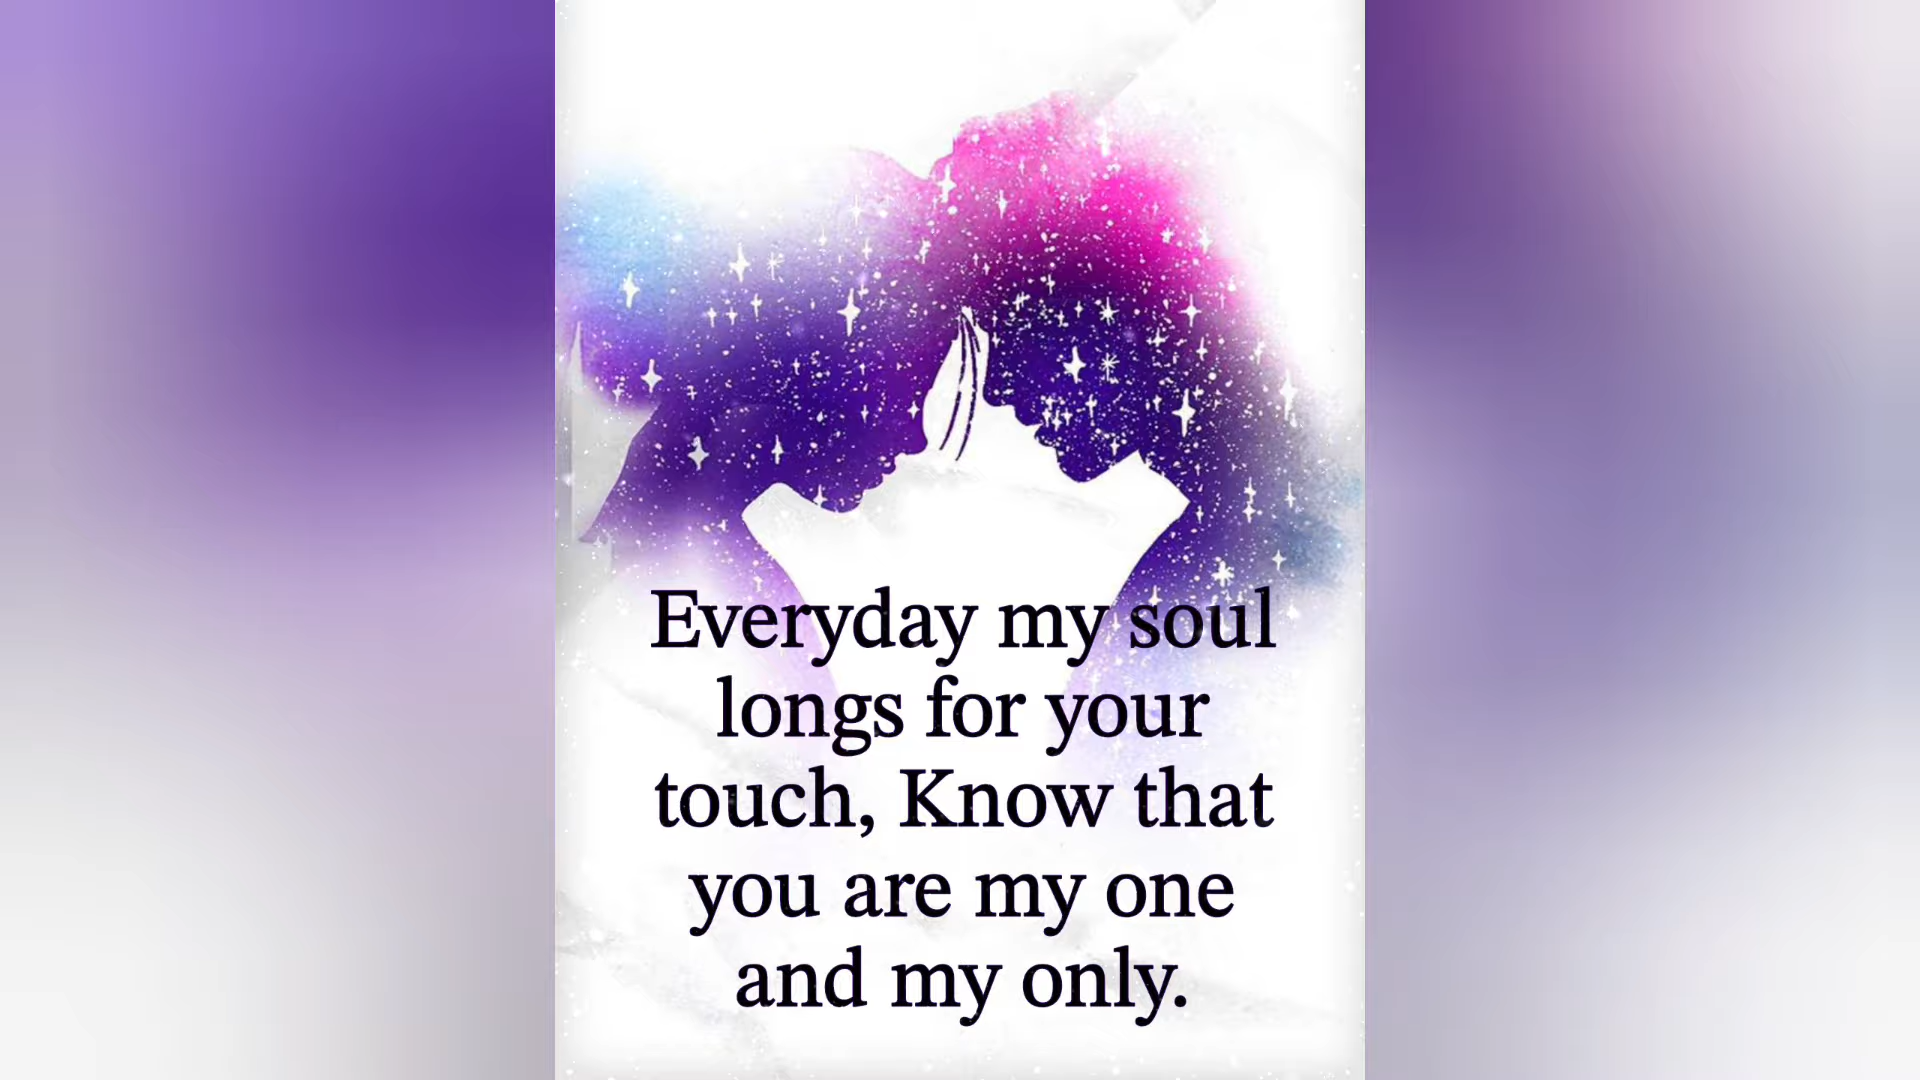 Everyday my soul
longs for your
touch, Know that
you are my one
and my only.